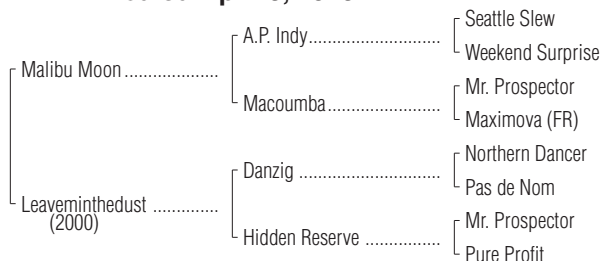 A.P. Indy
Seattle Slew
Weekend Surprise
Malibu Moon
Macoumba
Mr. Prospector
Maximova (FR)
Danzig
Northern Dancer
Pas de Nom
Leaveminthedust
(2000)
Hidden Reserve
Mr. Prospector
Pure Profit